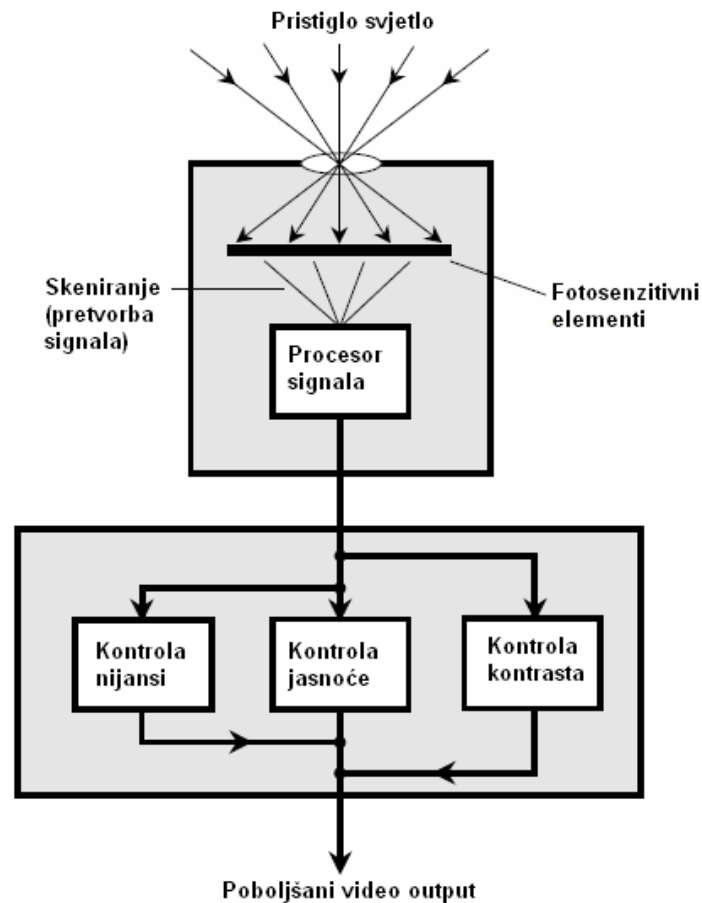 Pristiglo svjetlo
Skeniranje
(pretvorba
signala)
Fotosenzitivni
elementi
Procesor
signala
Kontrola
nijansi
Kontrola
jasnoće
Kontrola
kontrasta
Poboljšani video output